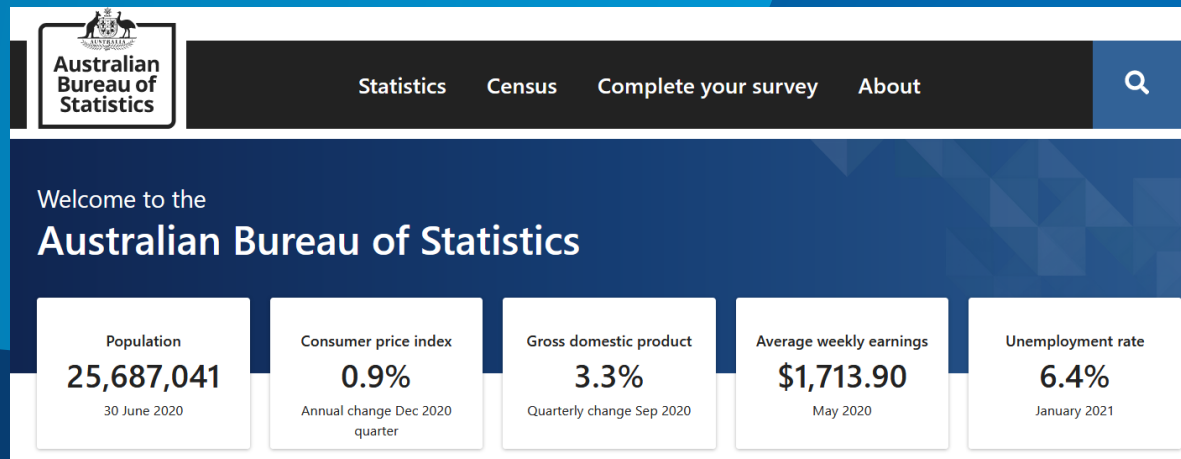 AUSTRALIA
Australian
Bureau of
Statistics
Statistics Census Complete your survey About
Welcome to the
Australian Bureau of Statistics
Population
25,687,041
30 June 2020
Consumer price index
0.9%
Annual change Dec 2020
quarter
Gross domestic product
3.3%
Quarterly change Sep 2020
Average weekly earnings
$1,713.90
May 2020
Unemployment rate
6.4%
January 2021